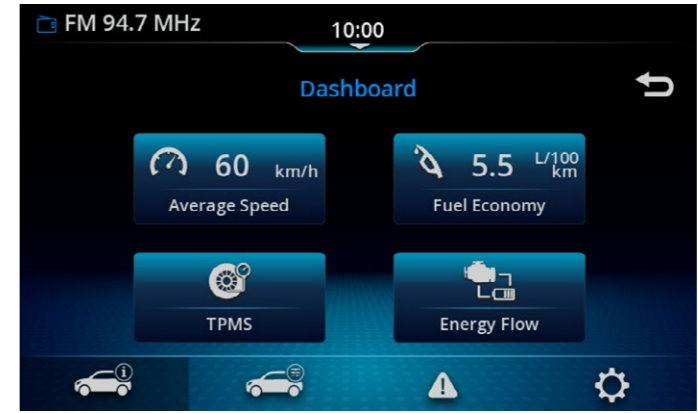 FM 94.7 MHz
10:00
Dashboard
60 km/h
Average Speed
5.5 L/100 km
Fuel Economy
TPMS
Energy Flow